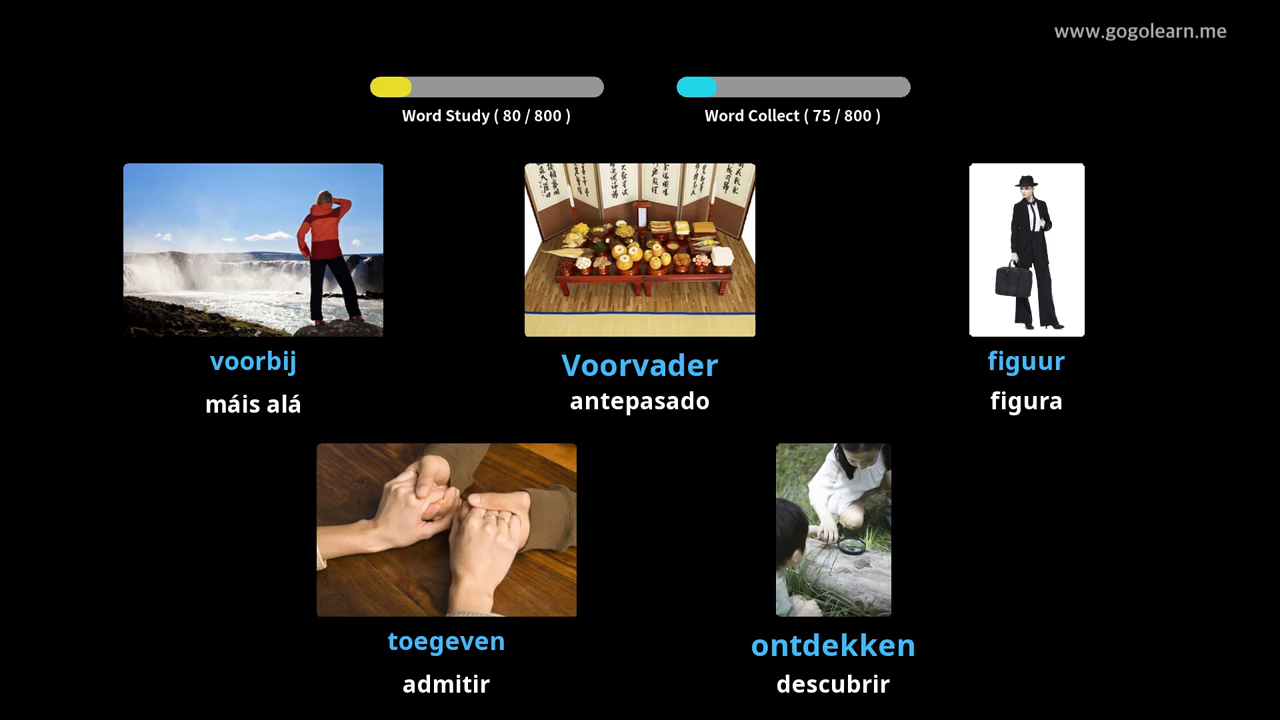 www.gogolearn.me
Word Study ( 80 / 800 )
Word Collect ( 75 / 800 )
voorbij
máis alá
Voorvader
antepasado
figuur
figura
toegeven
admitir
ontdekken
descubrir